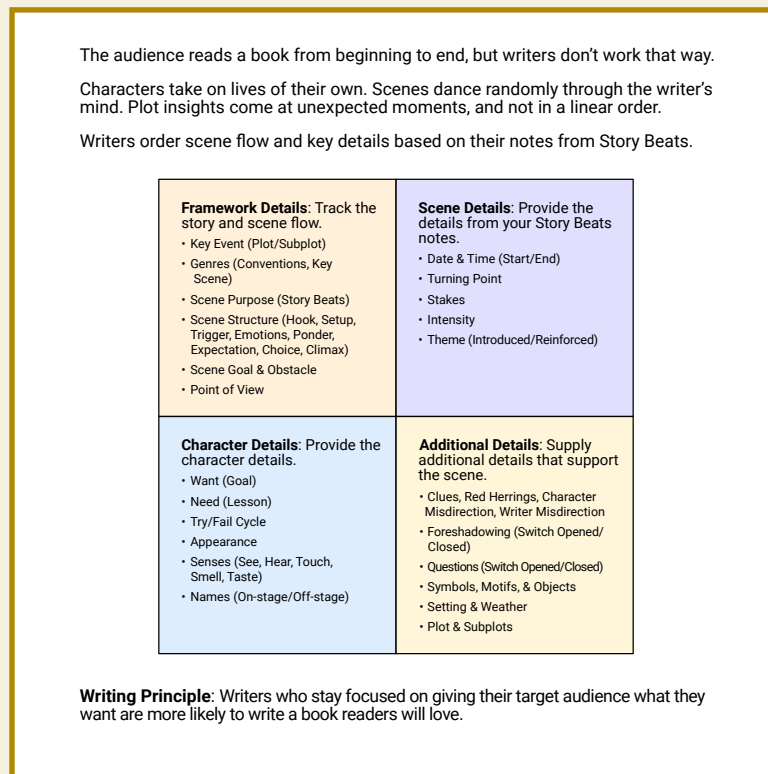 The audience reads a book from beginning to end, but writers don’t work that way.
Characters take on lives of their own. Scenes dance randomly through the writer’s
mind. Plot insights come at unexpected moments, and not in a linear order.
Writers order scene flow and key details based on their notes from Story Beats.
Framework Details: Track the
story and scene flow.
• Key Event (Plot/Subplot)
• Genres (Conventions, Key
Scene)
• Scene Purpose (Story Beats)
• Scene Structure (Hook, Setup,
Trigger, Emotions, Ponder,
Expectation, Choice, Climax)
• Scene Goal & Obstacle
• Point of View
Scene Details: Provide the
details from your Story Beats
notes.
• Date & Time (Start/End)
• Turning Point
• Stakes
• Intensity
• Theme (Introduced/Reinforced)
Character Details: Provide the
character details.
• Want (Goal)
• Need (Lesson)
• Try/Fail Cycle
• Appearance
• Senses (See, Hear, Touch,
Smell, Taste)
• Names (On-stage/Off-stage)
Additional Details: Supply
additional details that support
the scene.
• Clues, Red Herrings, Character
Misdirection, Writer Misdirection
• Foreshadowing (Switch Opened/
Closed)
• Questions (Switch Opened/Closed)
• Symbols, Motifs, & Objects
• Setting & Weather
• Plot & Subplots
Writing Principle: Writers who stay focused on giving their target audience what they
want are more likely to write a book readers will love.